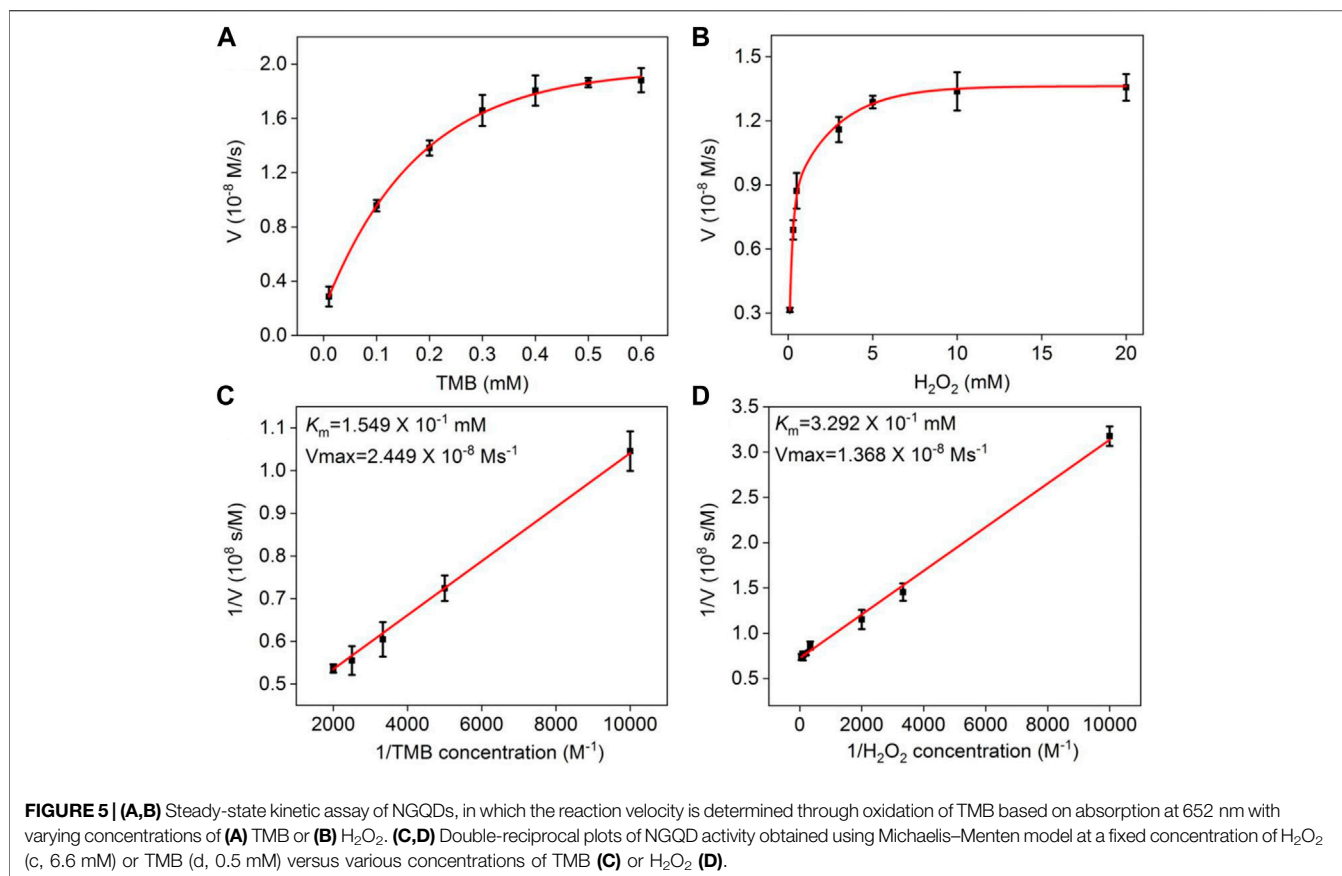 A
V (10⁻⁸ M/s)
2.0
1.6
1.2
0.8
0.4
0.0
0.0 0.1 0.2 0.3 0.4 0.5 0.6
TMB (mM)
B
V (10⁻⁸ M/s)
1.5
1.2
0.9
0.6
0.3
0 5 10 15 20
H₂O₂ (mM)
C
Kₘ=1.549 X 10⁻¹ mM
Vmax=2.449 X 10⁻⁸ Ms⁻¹
1/V (10⁸ s/M)
1.1
1.0
0.9
0.8
0.7
0.6
0.5
2000 4000 6000 8000 10000
1/TMB concentration (M⁻¹)
D
Kₘ=3.292 X 10⁻¹ mM
Vmax=1.368 X 10⁻⁸ Ms⁻¹
1/V (10⁸ s/M)
3.5
3.0
2.5
2.0
1.5
1.0
0.5
0 2000 4000 6000 8000 10000
1/H₂O₂ concentration (M⁻¹)
FIGURE 5 | (A,B) Steady-state kinetic assay of NGQDs, in which the reaction velocity is determined through oxidation of TMB based on absorption at 652 nm with
varying concentrations of (A) TMB or (B) H₂O₂. (C,D) Double-reciprocal plots of NGQD activity obtained using Michaelis–Menten model at a fixed concentration of H₂O₂
(c, 6.6 mM) or TMB (d, 0.5 mM) versus various concentrations of TMB (C) or H₂O₂ (D).